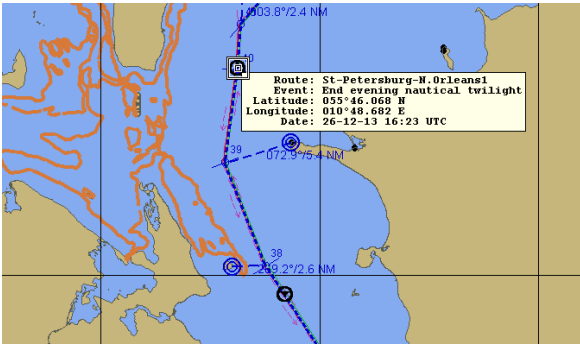 003.8°/2.4 NM
40
Route: St-Petersburg-N.Orleans1
Event: End evening nautical twilight
Latitude: 055°46.068 N
Longitude: 010°48.682 E
Date: 26-12-13 16:23 UTC
39
072.9°/5.4 NM
38
259.2°/2.6 NM